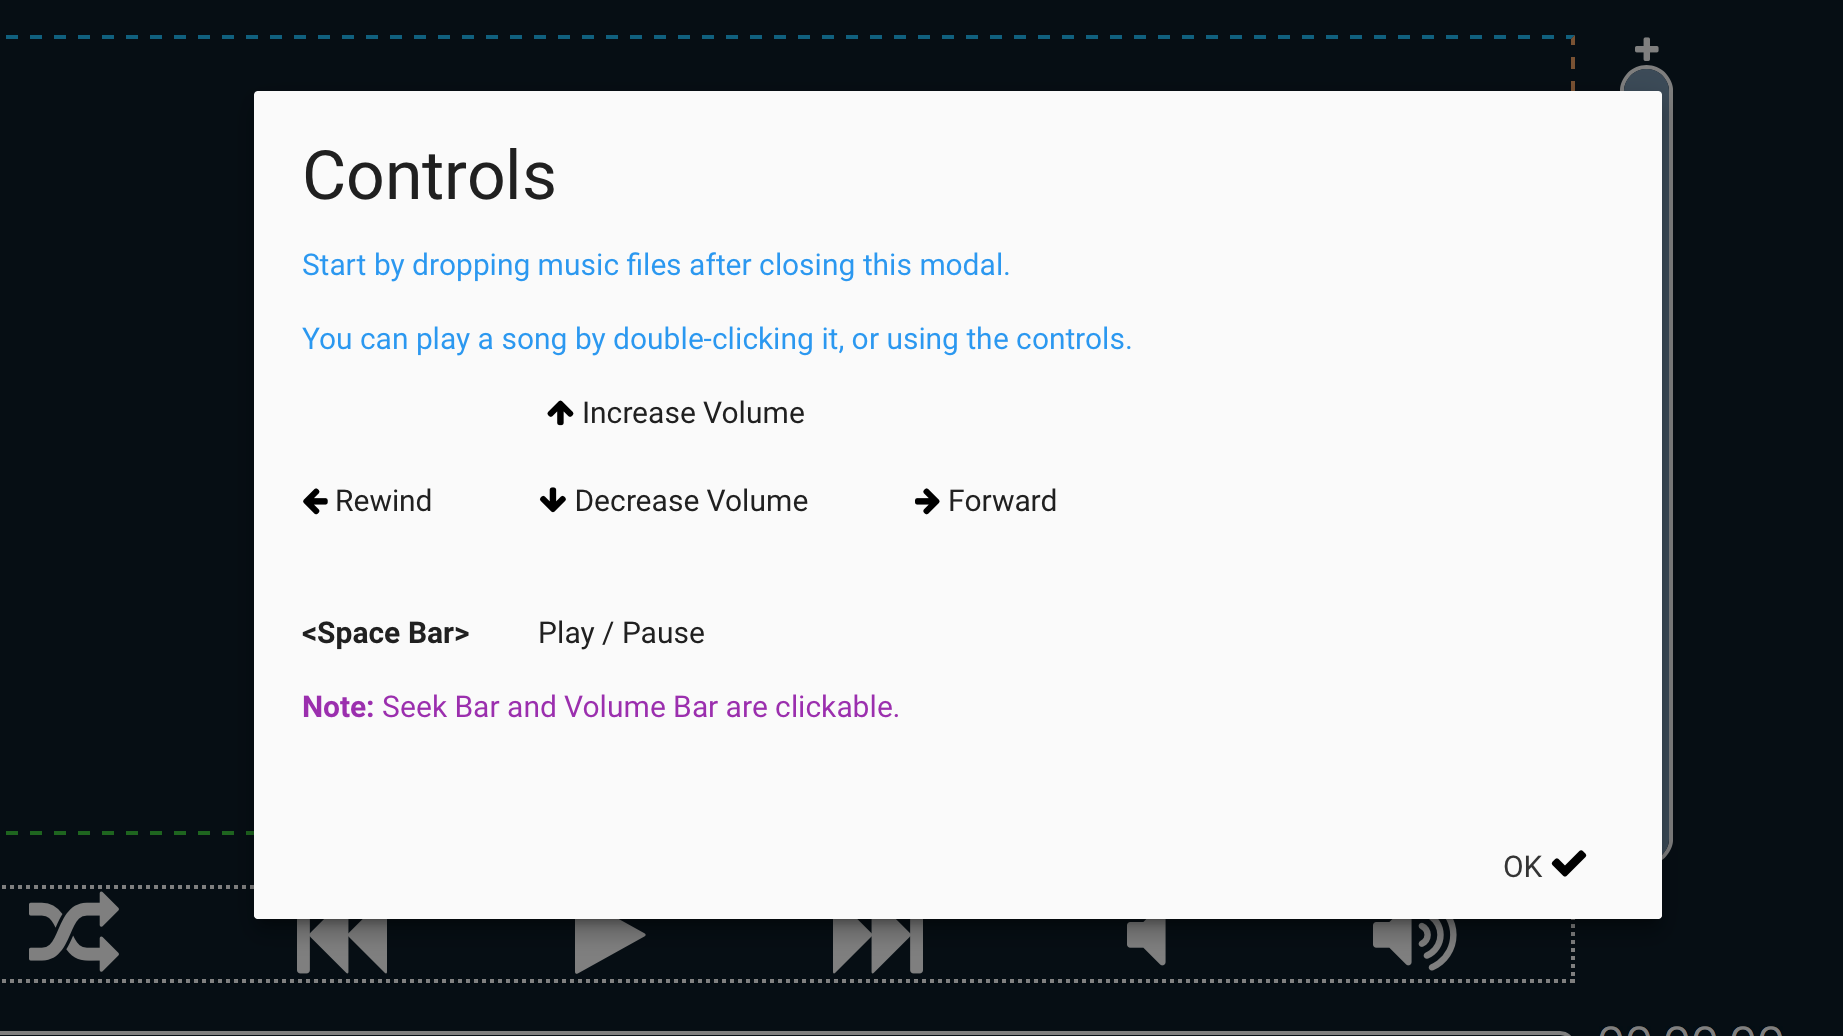 Controls
Start by dropping music files after closing this modal.
You can play a song by double-clicking it, or using the controls.
Increase Volume
Rewind Decrease Volume Forward
<Space Bar> Play / Pause
Note: Seek Bar and Volume Bar are clickable.
OK